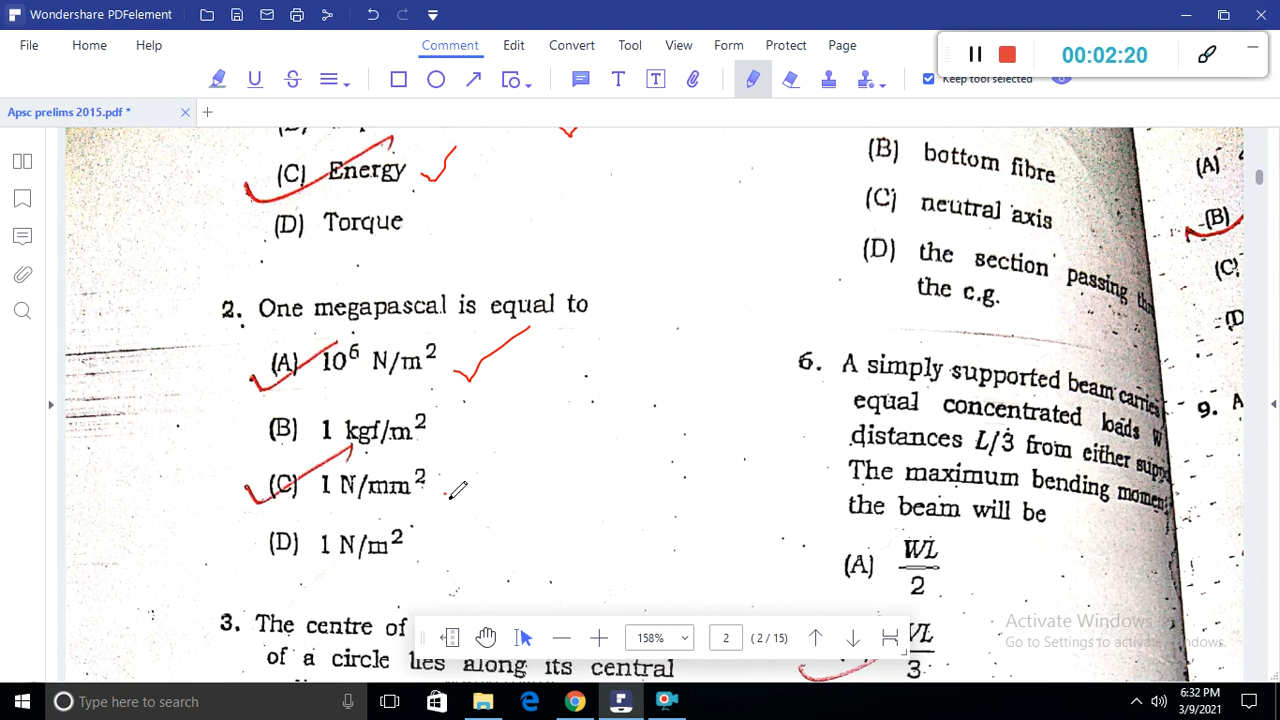 Wondershare PDFelement
File Home Help Comment Edit Convert Tool View Form Protect Page
00:02:20
Keep tool selected
Apsc prelims 2015.pdf *
(C) Energy
(D) Torque
2. One megapascal is equal to
(A) 10⁶ N/m²
(B) 1 kgf/m²
(C) 1 N/mm²
(D) 1 N/m²
3. The centre of
of a circle lies along its central
(B) bottom fibre
(C) neutral axis
(D) the section passing
the c.g.
6. A simply supported beam carries
equal concentrated loads W
distances L/3 from either
The maximum bending
the beam will be
(A) WL
2
WL
3
(A)
(B)
(C)
(D
9. A
158% 2 (2/15)
Activate Windows
Go to Settings to activate Windows.
Type here to search
6:32 PM
3/9/2021